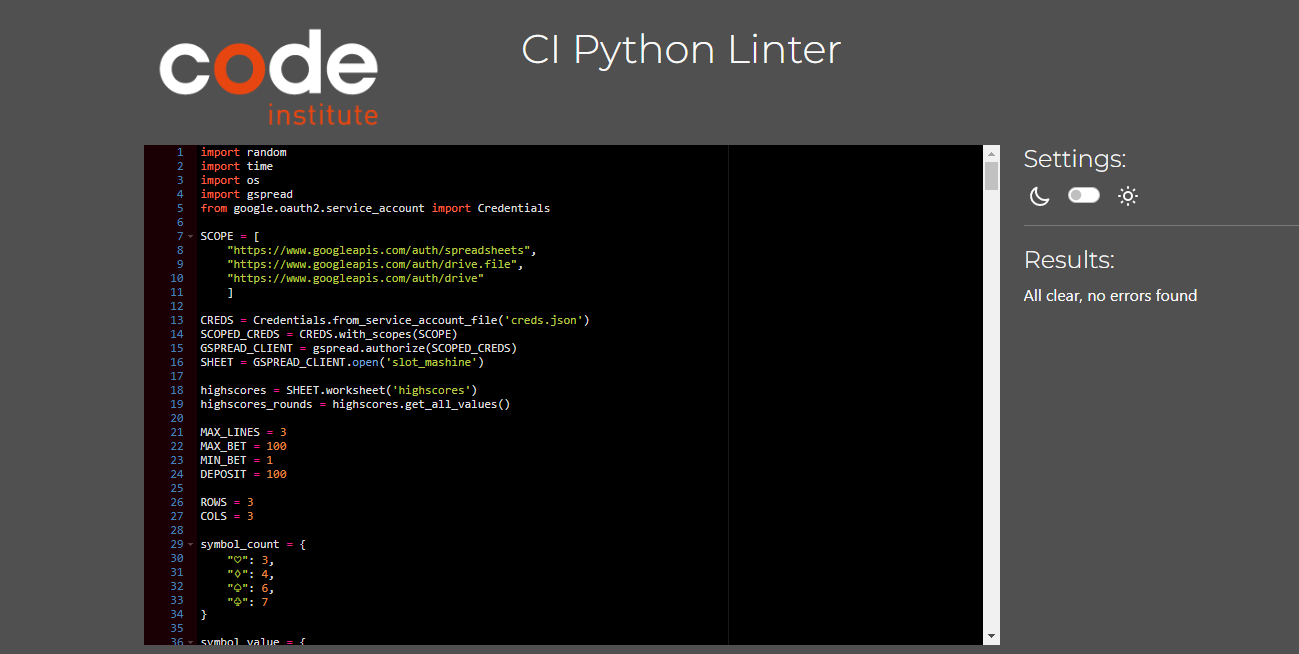 code
institute
CI Python Linter
1 import random
2 import time
3 import os
4 import gspread
5 from google.oauth2.service_account import Credentials
6
7 SCOPE = [
8 "https://www.googleapis.com/auth/spreadsheets",
9 "https://www.googleapis.com/auth/drive.file",
10 "https://www.googleapis.com/auth/drive"
11 ]
12
13 CREDS = Credentials.from_service_account_file('creds.json')
14 SCOPED_CREDS = CREDS.with_scopes(SCOPE)
15 GSPREAD_CLIENT = gspread.authorize(SCOPED_CREDS)
16 SHEET = GSPREAD_CLIENT.open('slot_mashine')
17
18 highscores = SHEET.worksheet('highscores')
19 highscores_rounds = highscores.get_all_values()
20
21 MAX_LINES = 3
22 MAX_BET = 100
23 MIN_BET = 1
24 DEPOSIT = 100
25
26 ROWS = 3
27 COLS = 3
28
29 symbol_count = {
30 "♡": 3,
31 "♢": 4,
32 "♤": 6,
33 "♧": 7
34 }
35
36 symbol_value = {
Settings:
Results:
All clear, no errors found